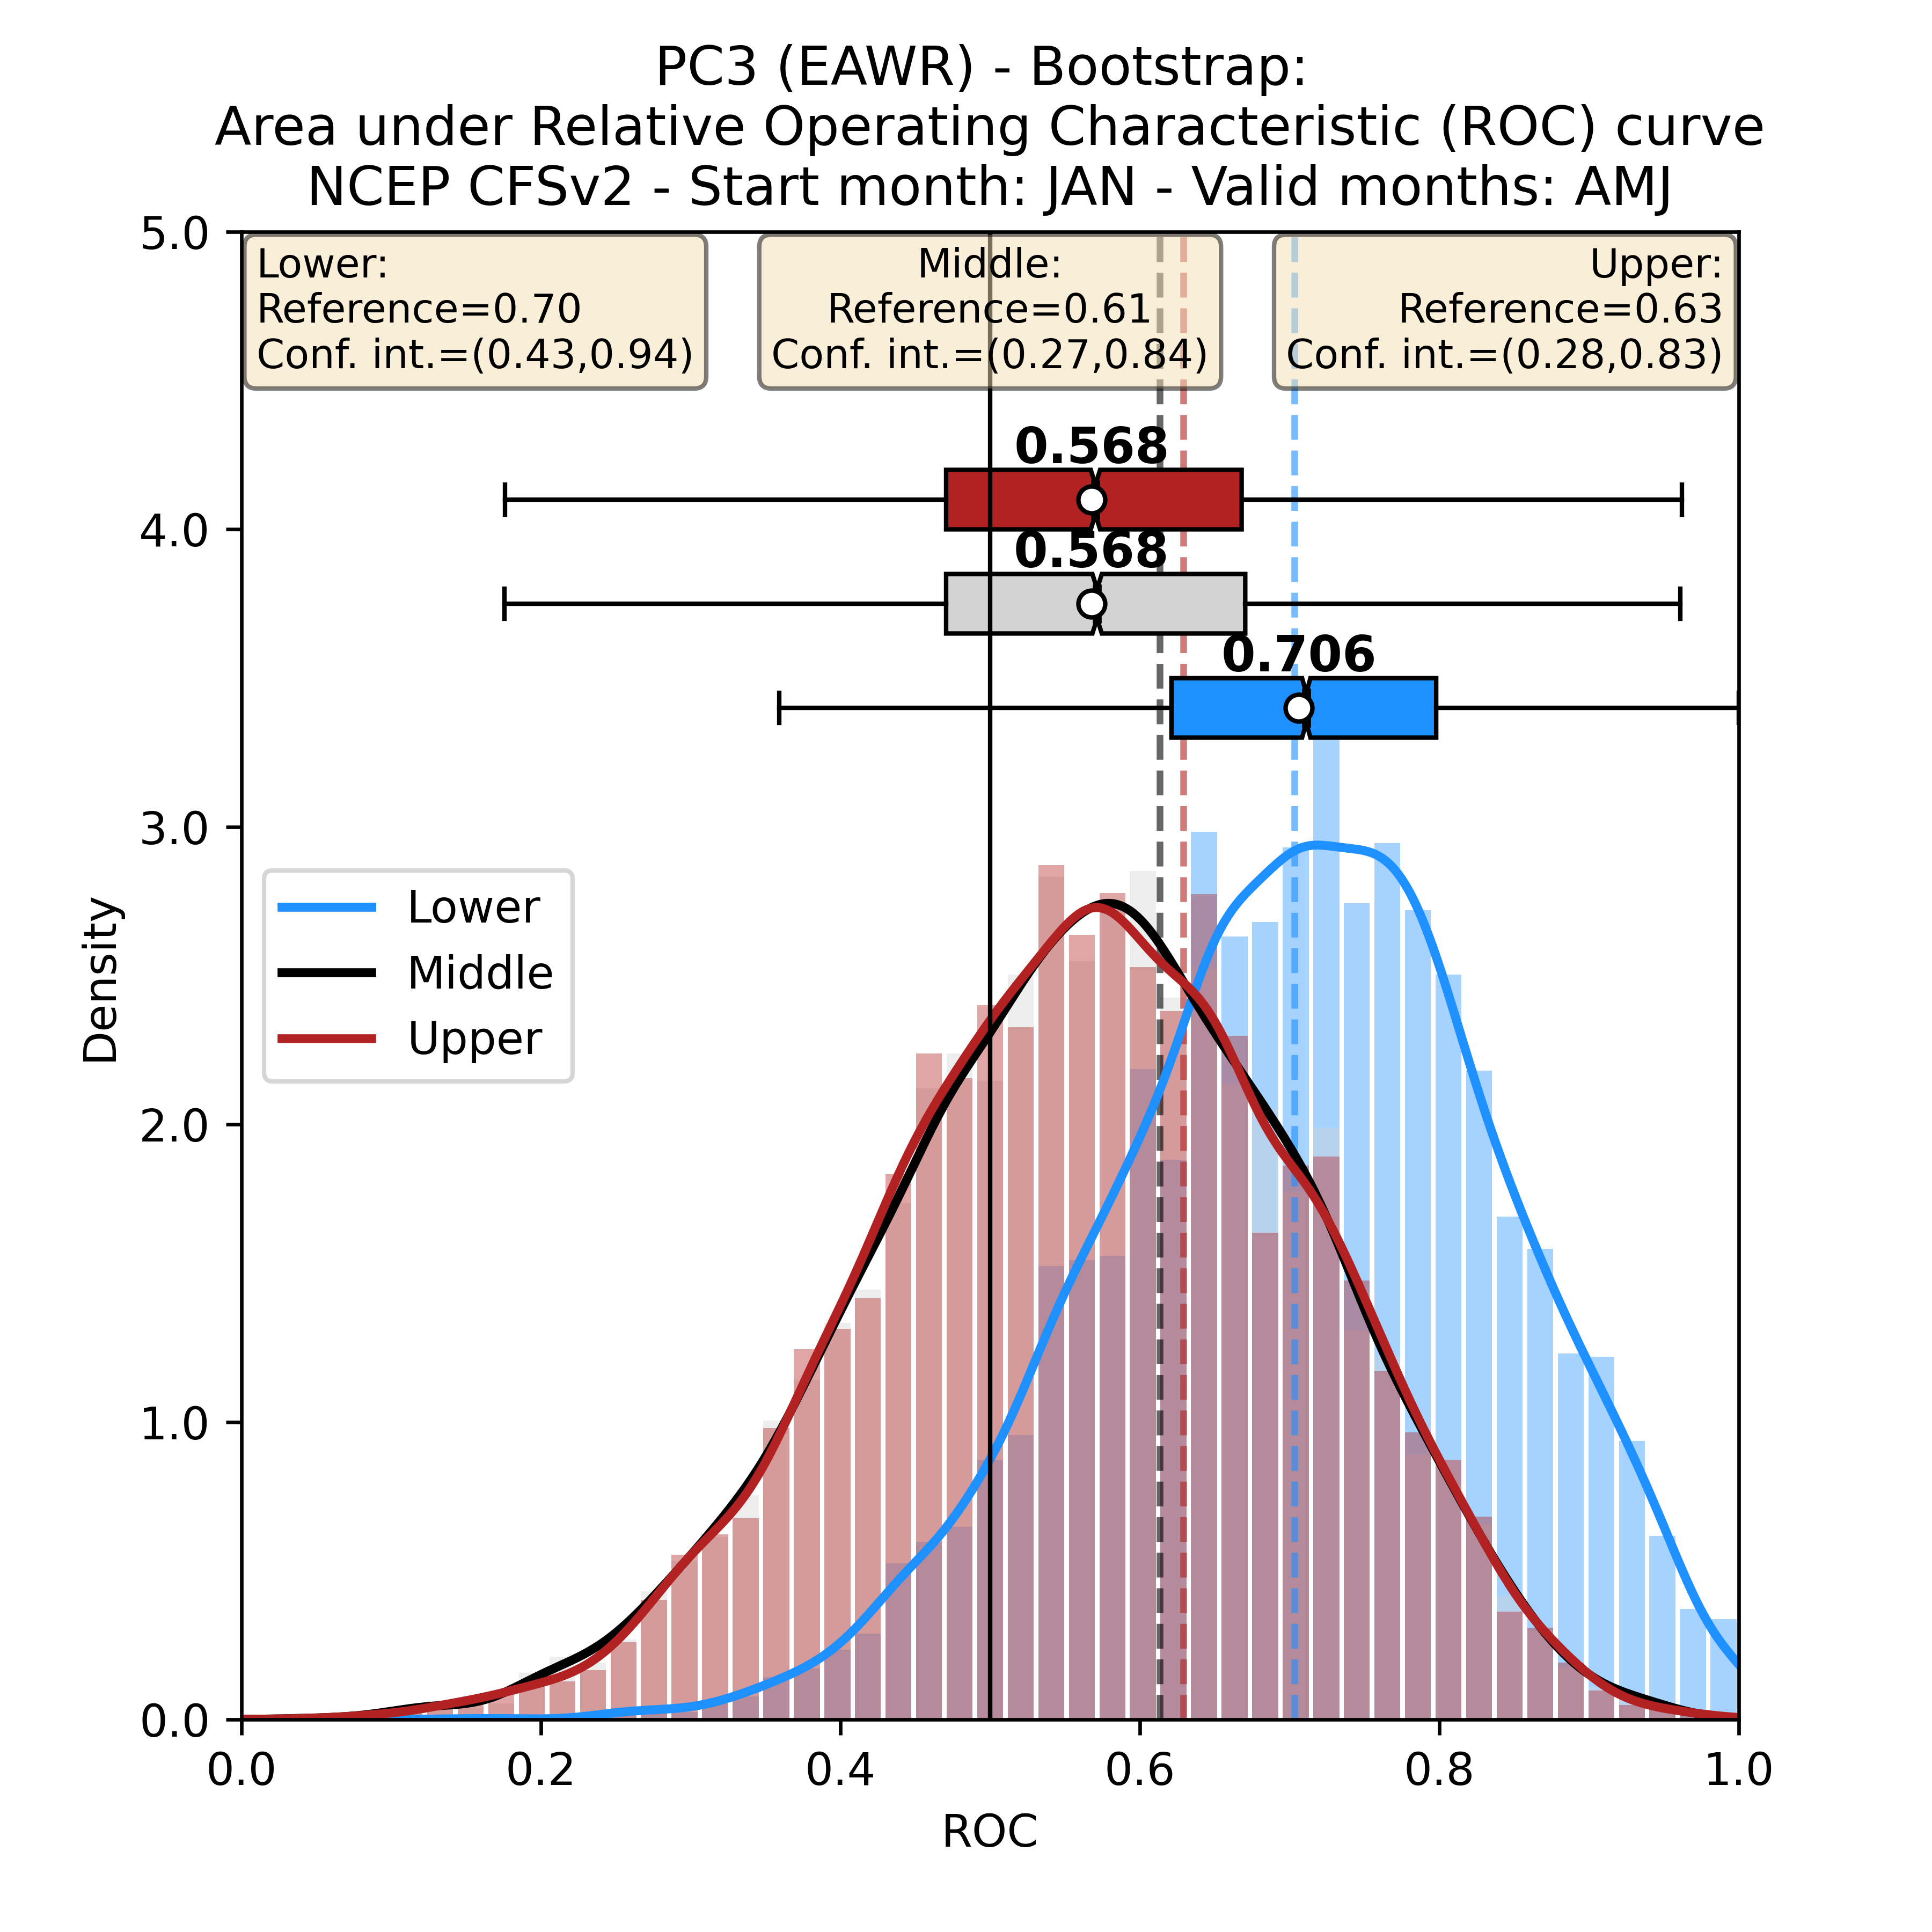 PC3 (EAWR) - Bootstrap:
Area under Relative Operating Characteristic (ROC) curve
NCEP CFSv2 - Start month: JAN - Valid months: AMJ
Lower:
Reference=0.70
Conf. int.=(0.43,0.94)
Middle:
Reference=0.61
Conf. int.=(0.27,0.84)
Upper:
Reference=0.63
Conf. int.=(0.28,0.83)
0.568
0.568
0.706
5.0
4.0
3.0
2.0
1.0
0.0
Density
Lower
Middle
Upper
0.0 0.2 0.4 0.6 0.8 1.0
ROC